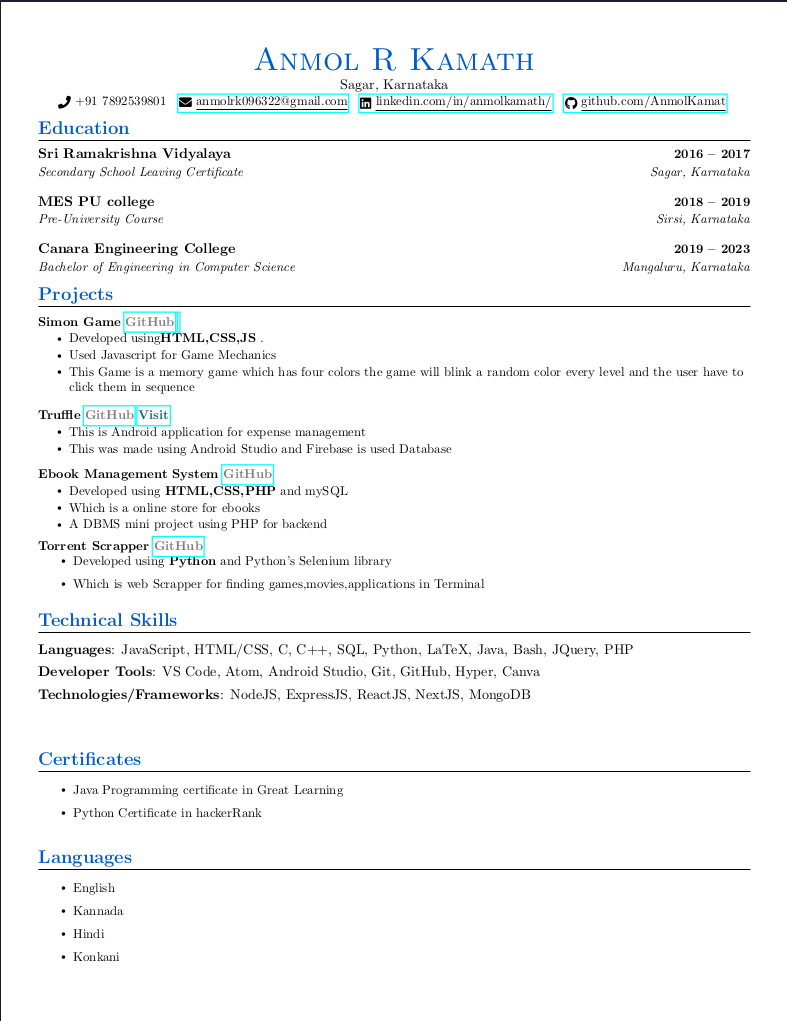 Anmol R Kamath
Sagar, Karnataka
+91 7892539801 anmolrk096322@gmail.com linkedin.com/in/anmolkamath/ github.com/AnmolKamat
Education
Sri Ramakrishna Vidyalaya 2016 – 2017
Secondary School Leaving Certificate Sagar, Karnataka
MES PU college 2018 – 2019
Pre-University Course Sirsi, Karnataka
Canara Engineering College 2019 – 2023
Bachelor of Engineering in Computer Science Mangaluru, Karnataka
Projects
Simon Game GitHub
• Developed usingHTML,CSS,JS .
• Used Javascript for Game Mechanics
• This Game is a memory game which has four colors the game will blink a random color every level and the user have to
click them in sequence
Truffle GitHub Visit
• This is Android application for expense management
• This was made using Android Studio and Firebase is used Database
Ebook Management System GitHub
• Developed using HTML,CSS,PHP and mySQL
• Which is a online store for ebooks
• A DBMS mini project using PHP for backend
Torrent Scrapper GitHub
• Developed using Python and Python's Selenium library
• Which is web Scrapper for finding games,movies,applications in Terminal
Technical Skills
Languages: JavaScript, HTML/CSS, C, C++, SQL, Python, LaTeX, Java, Bash, JQuery, PHP
Developer Tools: VS Code, Atom, Android Studio, Git, GitHub, Hyper, Canva
Technologies/Frameworks: NodeJS, ExpressJS, ReactJS, NextJS, MongoDB
Certificates
• Java Programming certificate in Great Learning
• Python Certificate in hackerRank
Languages
• English
• Kannada
• Hindi
• Konkani